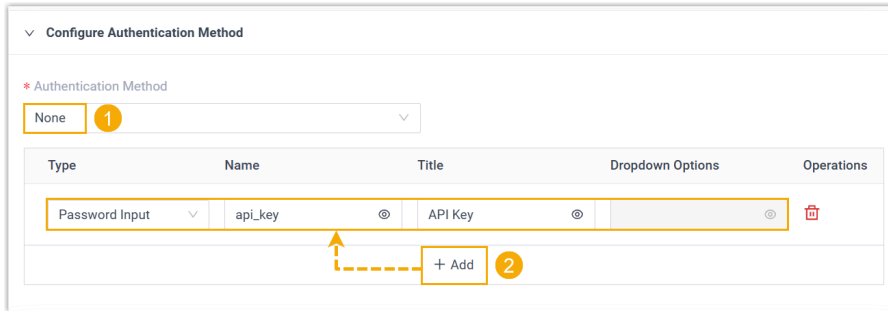 Configure Authentication Method
* Authentication Method
None 1
Type Name Title Dropdown Options Operations
Password Input api_key API Key
+ Add 2